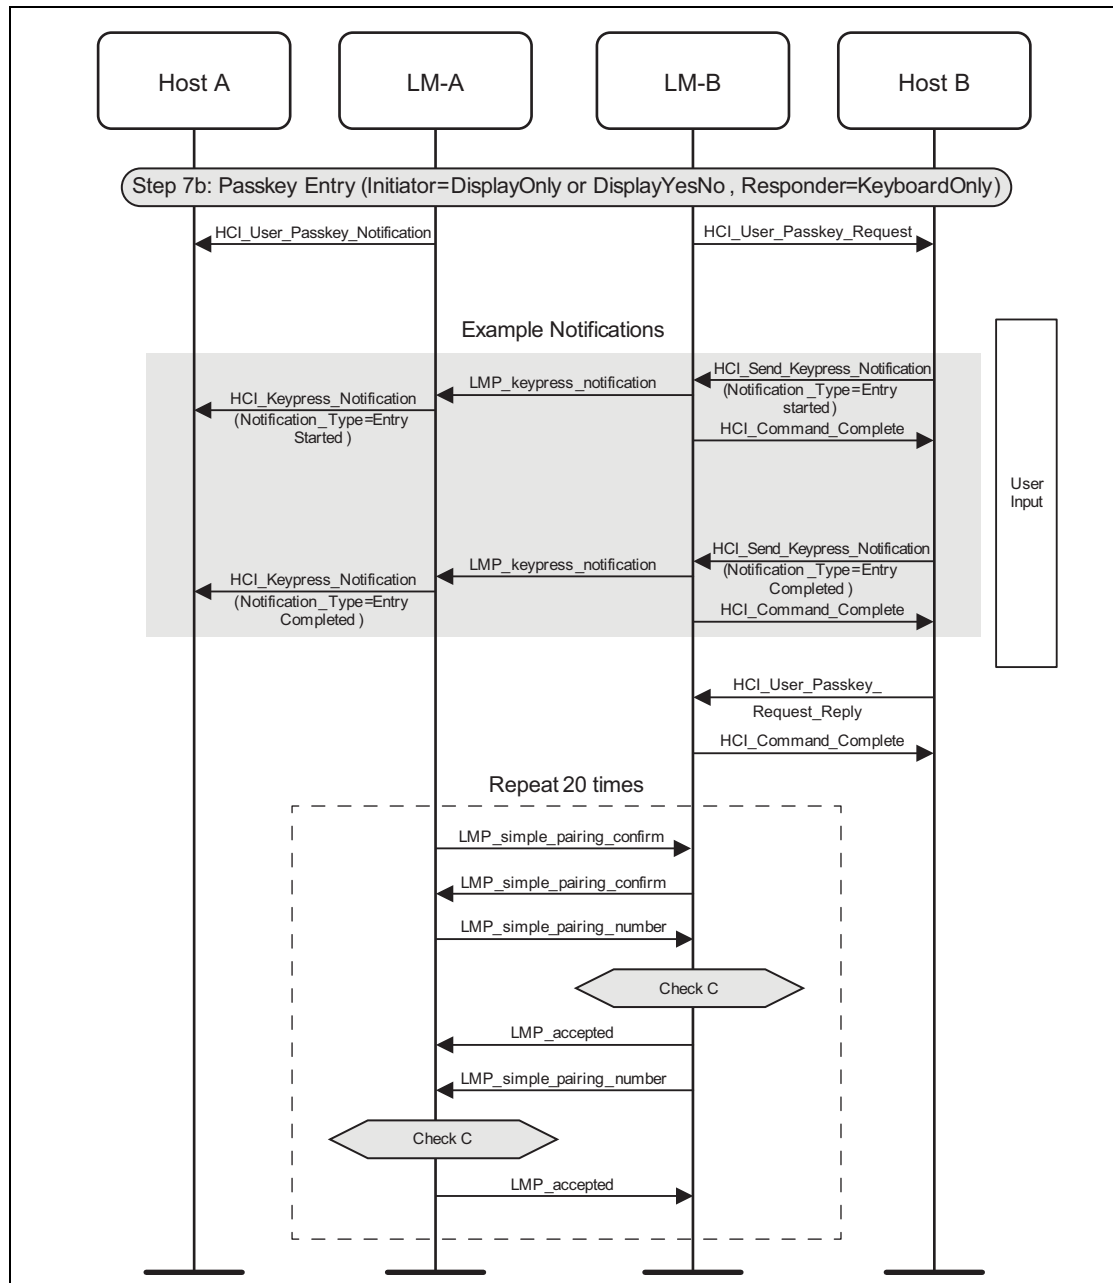 Host A
LM-A
LM-B
Host B
Step 7b: Passkey Entry (Initiator=DisplayOnly or DisplayYesNo, Responder=KeyboardOnly)
HCI_User_Passkey_Notification
HCI_User_Passkey_Request
Example Notifications
HCI_Send_Keypress_Notification
(Notification_Type=Entry
started)
LMP_keypress_notification
HCI_Keypress_Notification
(Notification_Type=Entry
Started)
HCI_Command_Complete
User
Input
HCI_Send_Keypress_Notification
(Notification_Type=Entry
Completed)
LMP_keypress_notification
HCI_Keypress_Notification
(Notification_Type=Entry
Completed)
HCI_Command_Complete
HCI_User_Passkey_
Request_Reply
HCI_Command_Complete
Repeat 20 times
LMP_simple_pairing_confirm
LMP_simple_pairing_confirm
LMP_simple_pairing_number
Check C
LMP_accepted
LMP_simple_pairing_number
Check C
LMP_accepted